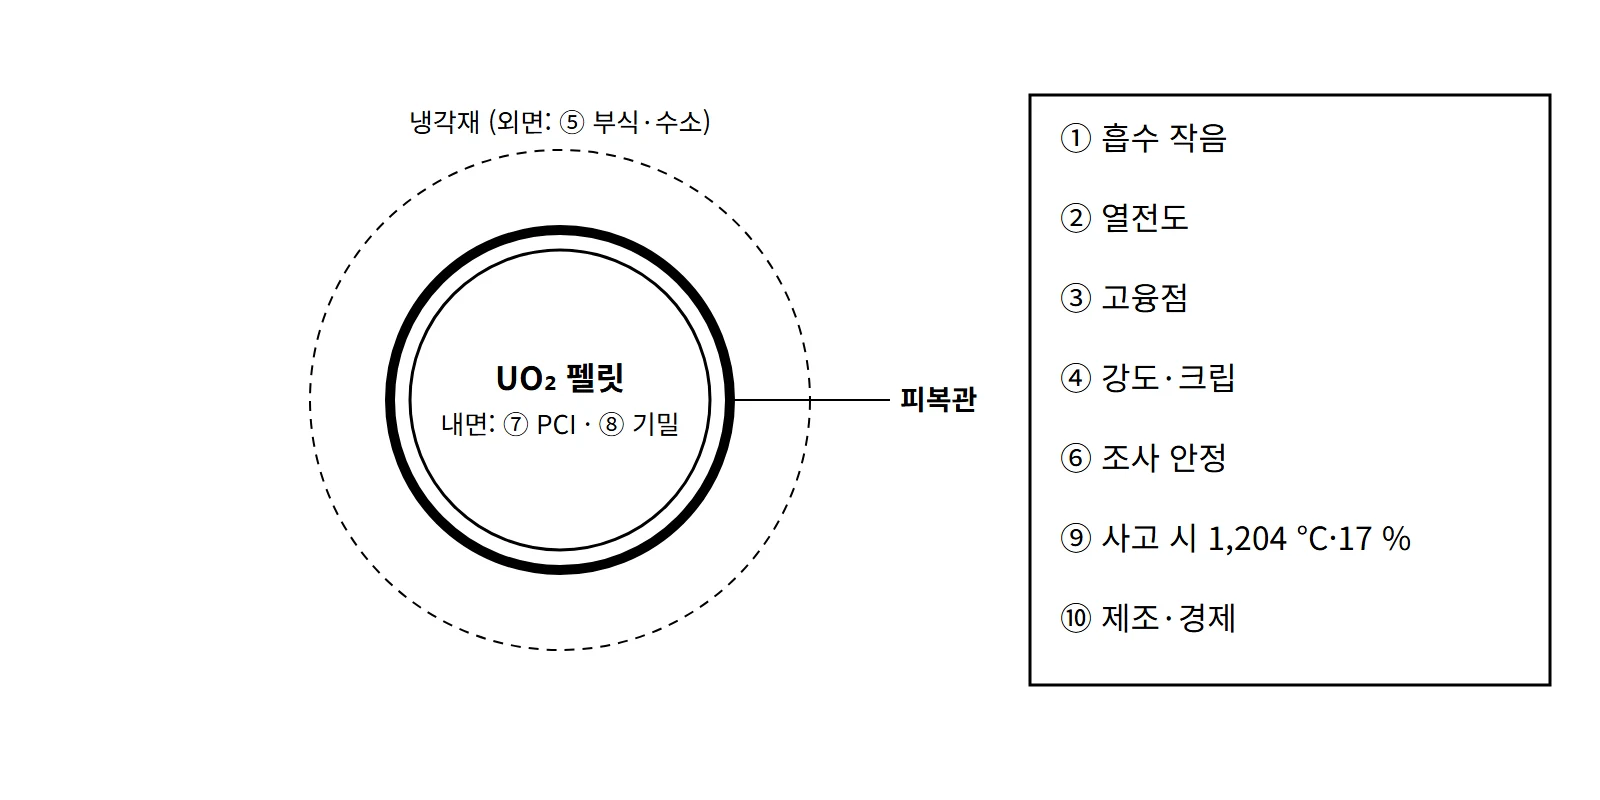 냉각재 (외면: ⑤ 부식·수소)
UO₂ 펠릿
내면: ⑦ PCI · ⑧ 기밀
피복관
① 흡수 작음
② 열전도
③ 고융점
④ 강도·크립
⑥ 조사 안정
⑨ 사고 시 1,204 °C·17 %
⑩ 제조·경제